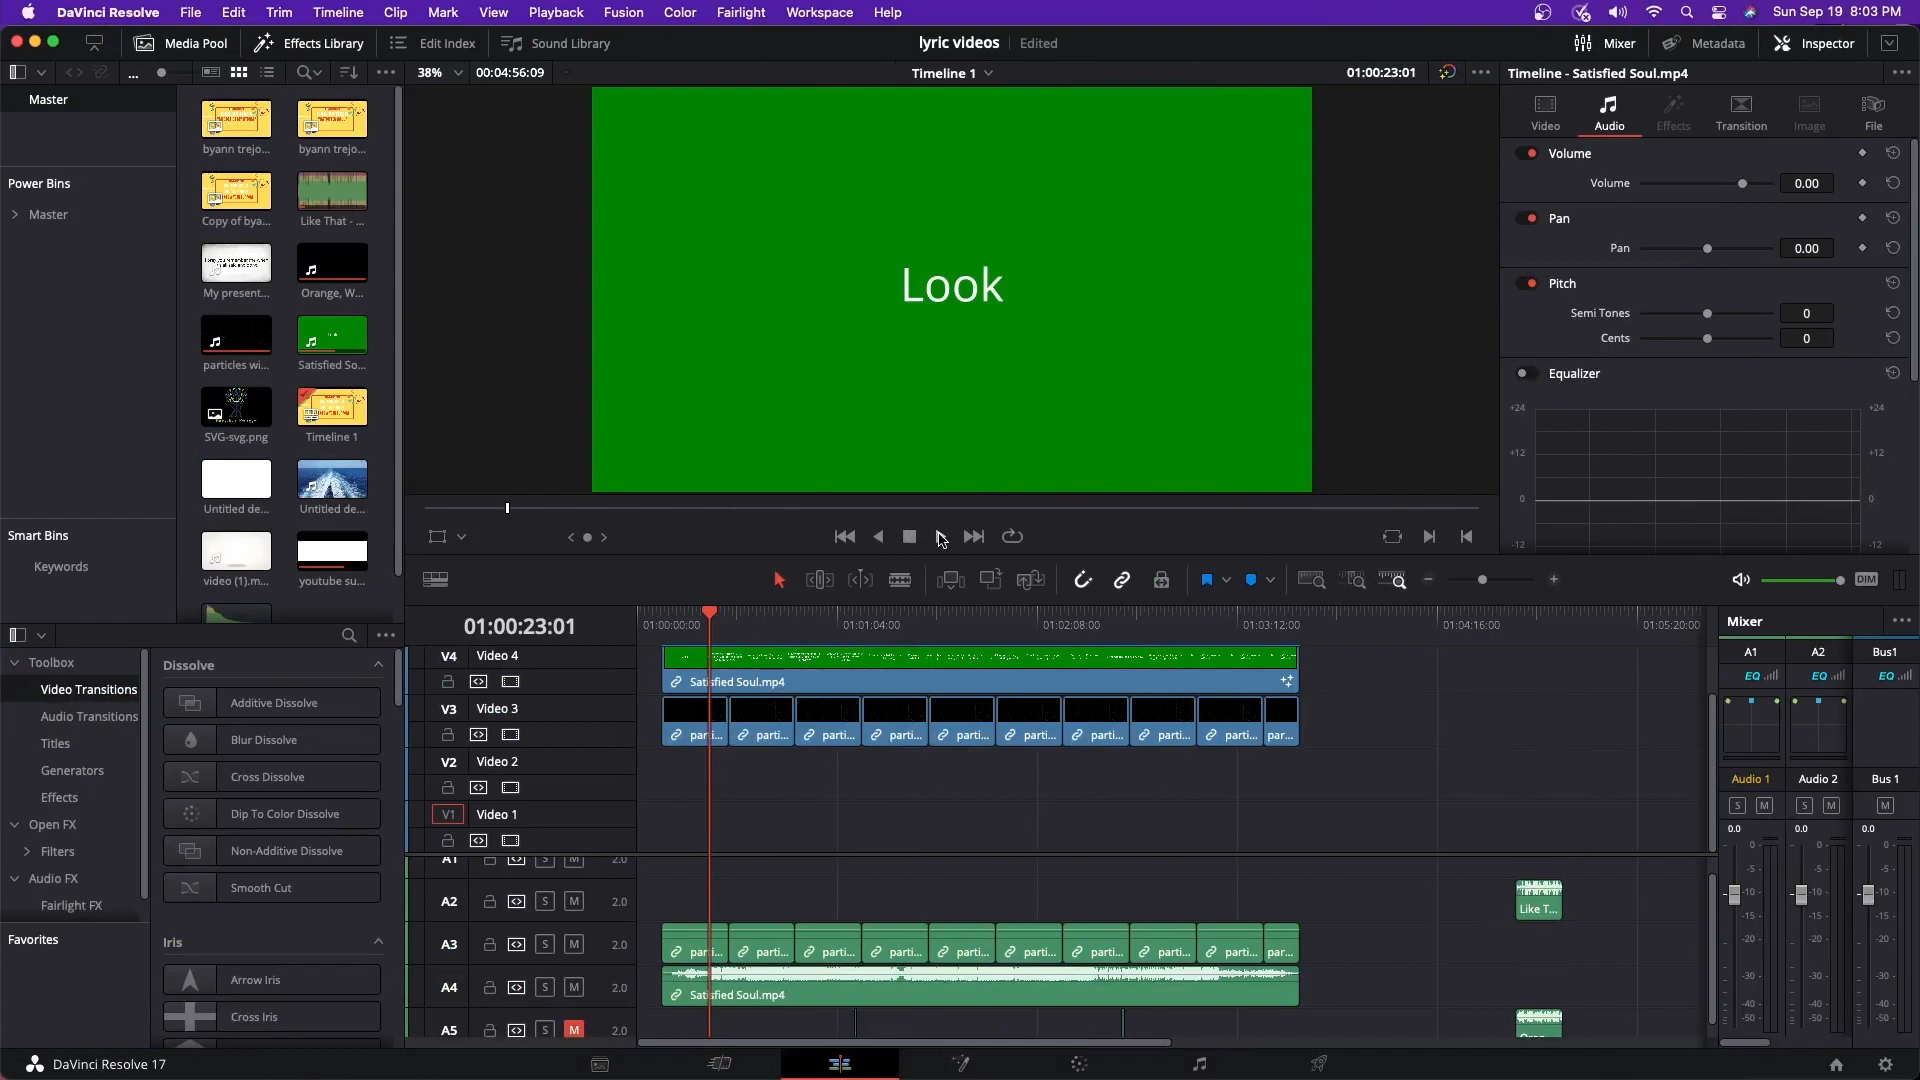 DaVinci Resolve File Edit Trim Timeline Clip Mark View Playback Fusion Color Fairlight Workspace Help Sun Sep 19 8:03 PM
Media Pool Effects Library Edit Index Sound Library lyric videos Edited Mixer Metadata Inspector
38% 00:04:56:09 Timeline 1 01:00:23:01 Timeline - Satisfied Soul.mp4
Master
Power Bins
Master
Smart Bins
Keywords
byann trejo... byann trejo...
Copy of bya... Like That - ...
My present... Orange, W...
particles wi... Satisfied So...
SVG-svg.png Timeline 1
Untitled de... Untitled de...
video (1).m... youtube su...
Look
Video Audio Effects Transition Image File
Volume
Volume 0.00
Pan
Pan 0.00
Pitch
Semi Tones 0
Cents 0
Equalizer
+24 +24
+12 +12
0 0
-12 -12
DIM
Toolbox
Video Transitions
Audio Transitions
Titles
Generators
Effects
Open FX
Filters
Audio FX
Fairlight FX
Favorites
Dissolve
Additive Dissolve
Blur Dissolve
Cross Dissolve
Dip To Color Dissolve
Non-Additive Dissolve
Smooth Cut
Iris
Arrow Iris
Cross Iris
01:00:23:01 01:00:00:00 01:01:04:00 01:02:08:00 01:03:12:00 01:04:16:00 01:05:20:00
V4 Video 4
Satisfied Soul.mp4
V3 Video 3
parti... parti... parti... parti... parti... parti... parti... parti... parti... par...
V2 Video 2
V1 Video 1
A1 S M 2.0
A2 S M 2.0 Like T...
A3 S M 2.0 parti... parti... parti... parti... parti... parti... parti... parti... parti... par...
A4 S M 2.0 Satisfied Soul.mp4
A5 S M 2.0
Mixer
A1 A2 Bus1
EQ EQ EQ
Audio 1 Audio 2 Bus 1
S M S M M
0.0 0.0 0.0
0 0 0
-5 -5 -5
-10 -10 -10
-15 -15 -15
-20 -20 -20
-30 -30 -30
-40 -40 -40
-50 -50 -50
DaVinci Resolve 17